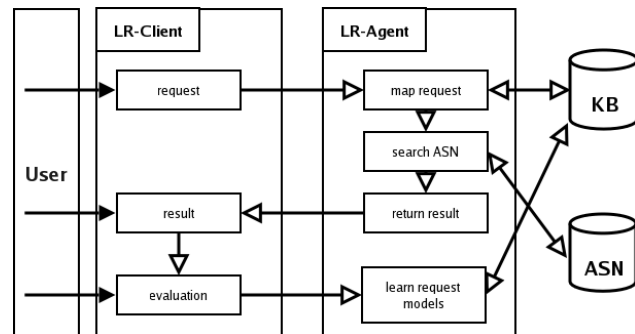 LR-Client
LR-Agent
request
map request
KB
search ASN
User
result
return result
ASN
evaluation
learn request
models